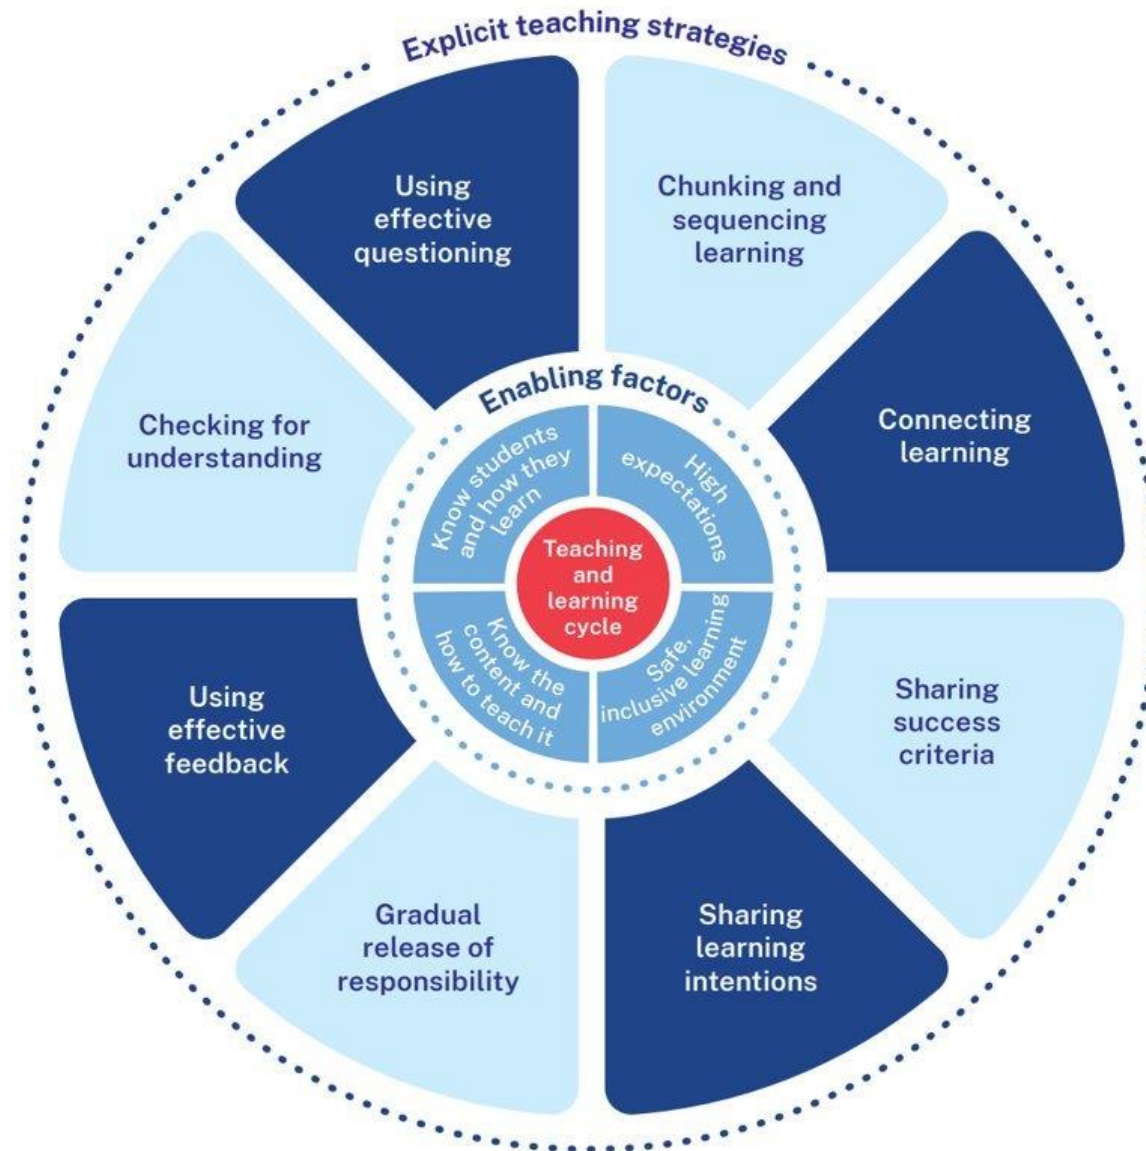 Explicit teaching strategies
Using
effective
questioning
Chunking and
sequencing
learning
Checking for
understanding
Connecting
learning
Enabling factors
Know students
and how they
learn
High
expectations
Teaching
and
learning
cycle
Know the
content and
how to teach it
Safe,
inclusive learning
environment
Using
effective
feedback
Sharing
success
criteria
Gradual
release of
responsibility
Sharing
learning
intentions